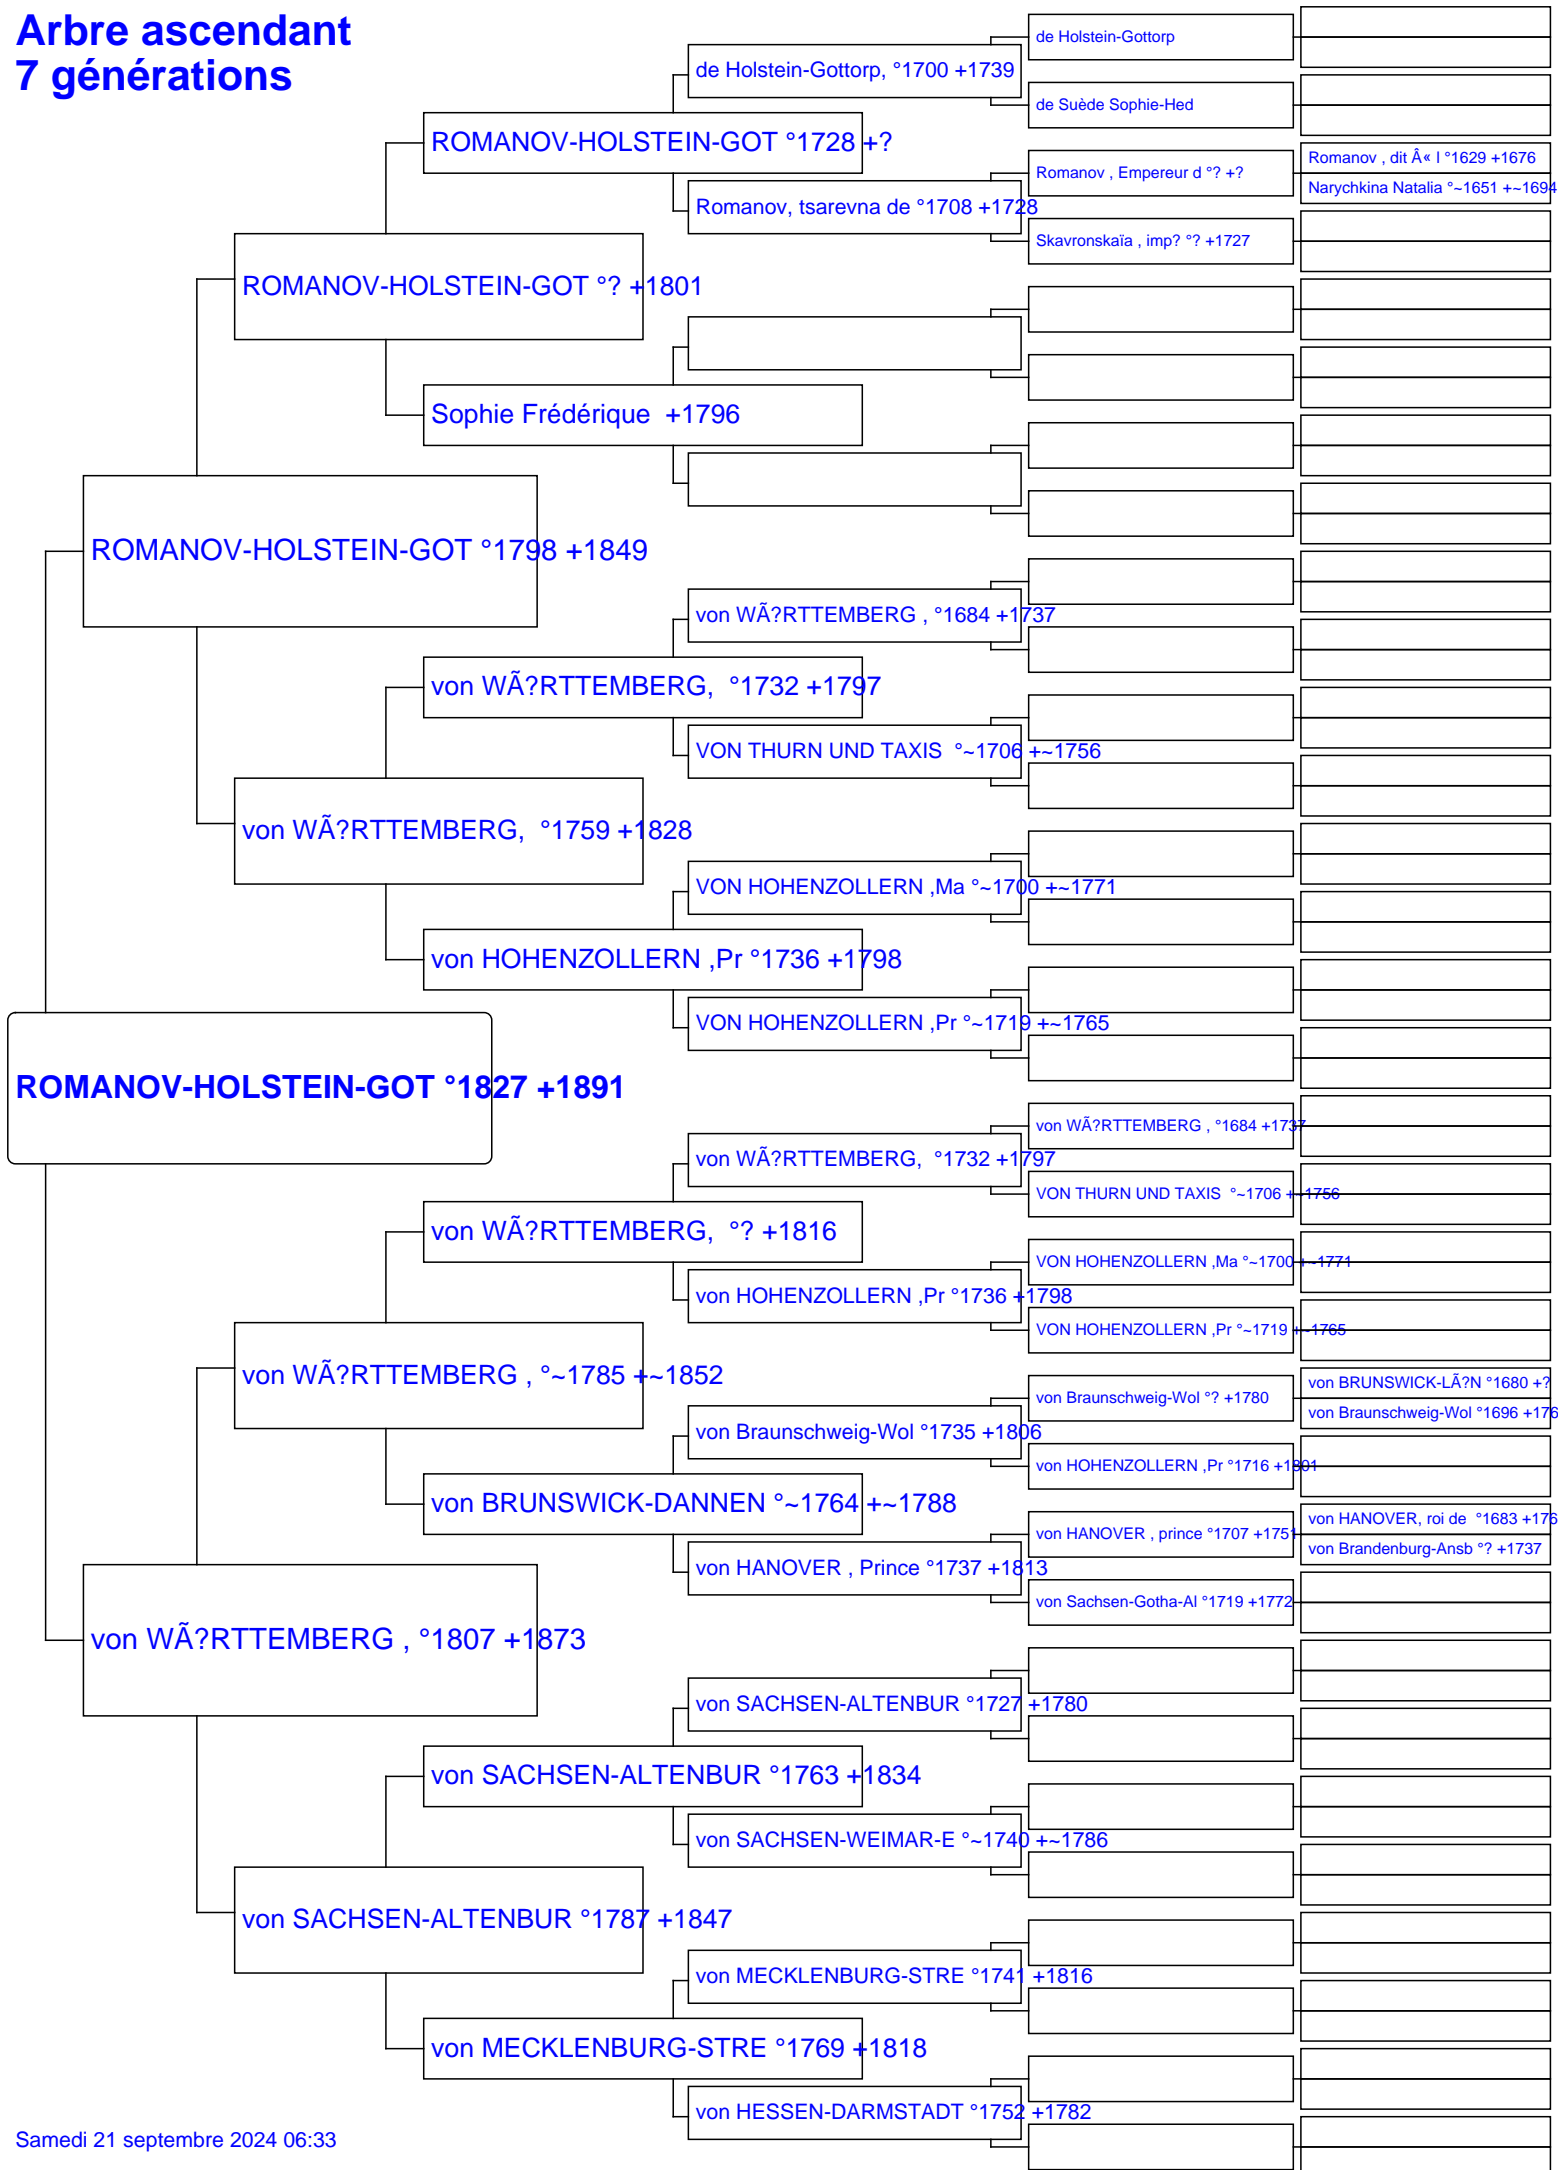 Arbre ascendant
7 générations
de Holstein-Gottorp
de Holstein-Gottorp, °1700 +1739
de Suède Sophie-Hed
ROMANOV-HOLSTEIN-GOT °1728 +?
Romanov , dit Â« l °1629 +1676
Romanov , Empereur d °? +?
Narychkina Natalia °~1651 +~1694
Romanov, tsarevna de °1708 +1728
Skavronskaïa , imp? °? +1727
ROMANOV-HOLSTEIN-GOT °? +1801
Sophie Frédérique  +1796
ROMANOV-HOLSTEIN-GOT °1798 +1849
von WÃ?RTTEMBERG , °1684 +1737
von WÃ?RTTEMBERG,  °1732 +1797
VON THURN UND TAXIS  °~1706 +~1756
von WÃ?RTTEMBERG,  °1759 +1828
VON HOHENZOLLERN ,Ma °~1700 +~1771
von HOHENZOLLERN ,Pr °1736 +1798
VON HOHENZOLLERN ,Pr °~1719 +~1765
ROMANOV-HOLSTEIN-GOT °1827 +1891
von WÃ?RTTEMBERG , °1684 +1737
von WÃ?RTTEMBERG,  °1732 +1797
VON THURN UND TAXIS  °~1706 +~1756
von WÃ?RTTEMBERG,  °? +1816
VON HOHENZOLLERN ,Ma °~1700 +~1771
von HOHENZOLLERN ,Pr °1736 +1798
VON HOHENZOLLERN ,Pr °~1719 +~1765
von WÃ?RTTEMBERG , °~1785 +~1852
von BRUNSWICK-LÃ?N °1680 +?
von Braunschweig-Wol °? +1780
von Braunschweig-Wol °1696 +176
von Braunschweig-Wol °1735 +1806
von HOHENZOLLERN ,Pr °1716 +1801
von BRUNSWICK-DANNEN °~1764 +~1788
von HANOVER, roi de  °1683 +176
von HANOVER , prince °1707 +1751
von Brandenburg-Ansb °? +1737
von HANOVER , Prince °1737 +1813
von Sachsen-Gotha-Al °1719 +1772
von WÃ?RTTEMBERG , °1807 +1873
von SACHSEN-ALTENBUR °1727 +1780
von SACHSEN-ALTENBUR °1763 +1834
von SACHSEN-WEIMAR-E °~1740 +~1786
von SACHSEN-ALTENBUR °1787 +1847
von MECKLENBURG-STRE °1741 +1816
von MECKLENBURG-STRE °1769 +1818
von HESSEN-DARMSTADT °1752 +1782
Samedi 21 septembre 2024 06:33